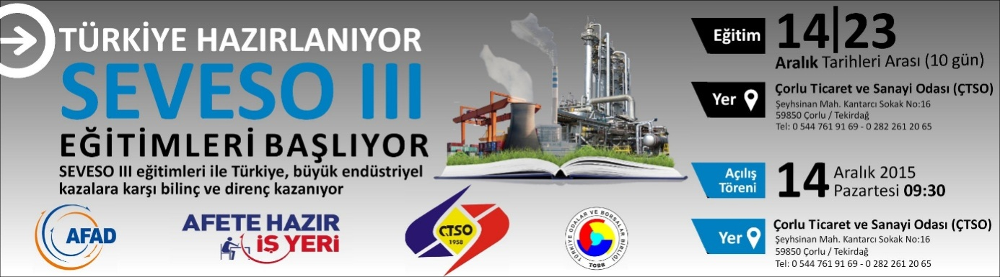 TÜRKİYE HAZIRLANIYOR
SEVESO III
EĞİTİMLERİ BAŞLIYOR
SEVESO III eğitimleri ile Türkiye, büyük endüstriyel
kazalara karşı bilinç ve direnç kazanıyor
AFAD
AFETE HAZIR
İŞ YERİ
ÇTSO
1958
TÜRKİYE ODALAR VE BORSALAR BİRLİĞİ
TOBB
Eğitim
14|23
Aralık Tarihleri Arası (10 gün)
Yer
Çorlu Ticaret ve Sanayi Odası (ÇTSO)
Şeyhsinan Mah. Kantarcı Sokak No:16
59850 Çorlu / Tekirdağ
Tel: 0 544 761 91 69 - 0 282 261 20 65
Açılış
Töreni
14 Aralık 2015
Pazartesi 09:30
Yer
Çorlu Ticaret ve Sanayi Odası (ÇTSO)
Şeyhsinan Mah. Kantarcı Sokak No:16
59850 Çorlu / Tekirdağ
Tel: 0 544 761 91 69 - 0 282 261 20 65